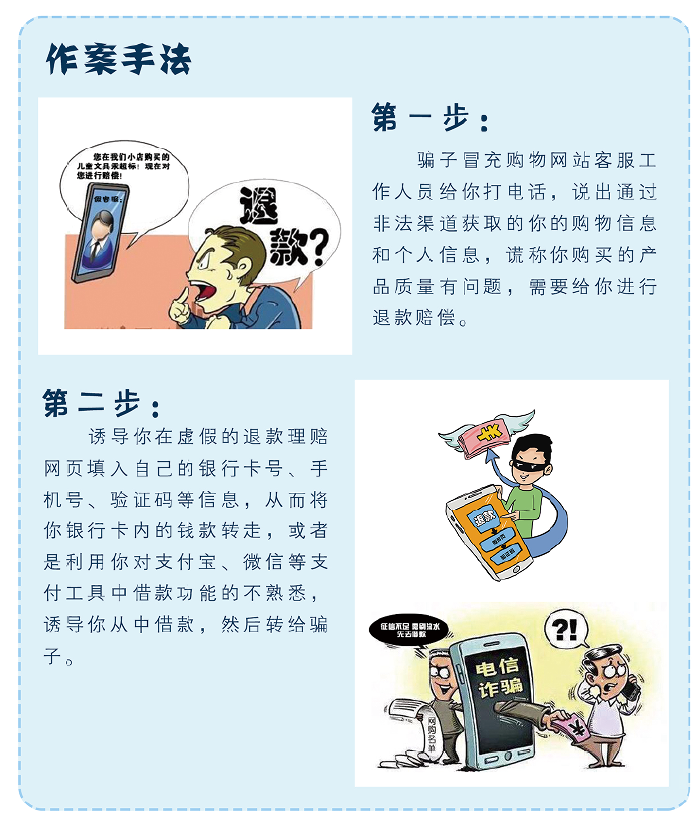 作案手法
您在我们小店购买的
儿童文具汞超标！现在对
您进行赔偿！
退
款？
第一步：
骗子冒充购物网站客服工
作人员给你打电话，说出通过
非法渠道获取的你的购物信息
和个人信息，谎称你购买的产
品质量有问题，需要给你进行
退款赔偿。
第二步：
诱导你在虚假的退款理赔
网页填入自己的银行卡号、手
机号、验证码等信息，从而将
你银行卡内的钱款转走，或者
是利用你对支付宝、微信等支
付工具中借款功能的不熟悉，
诱导你从中借款，然后转给骗
子。
退款
验证码
征信不足 需刷流水
先去借款
电信
诈骗
网购名单
?!
¥